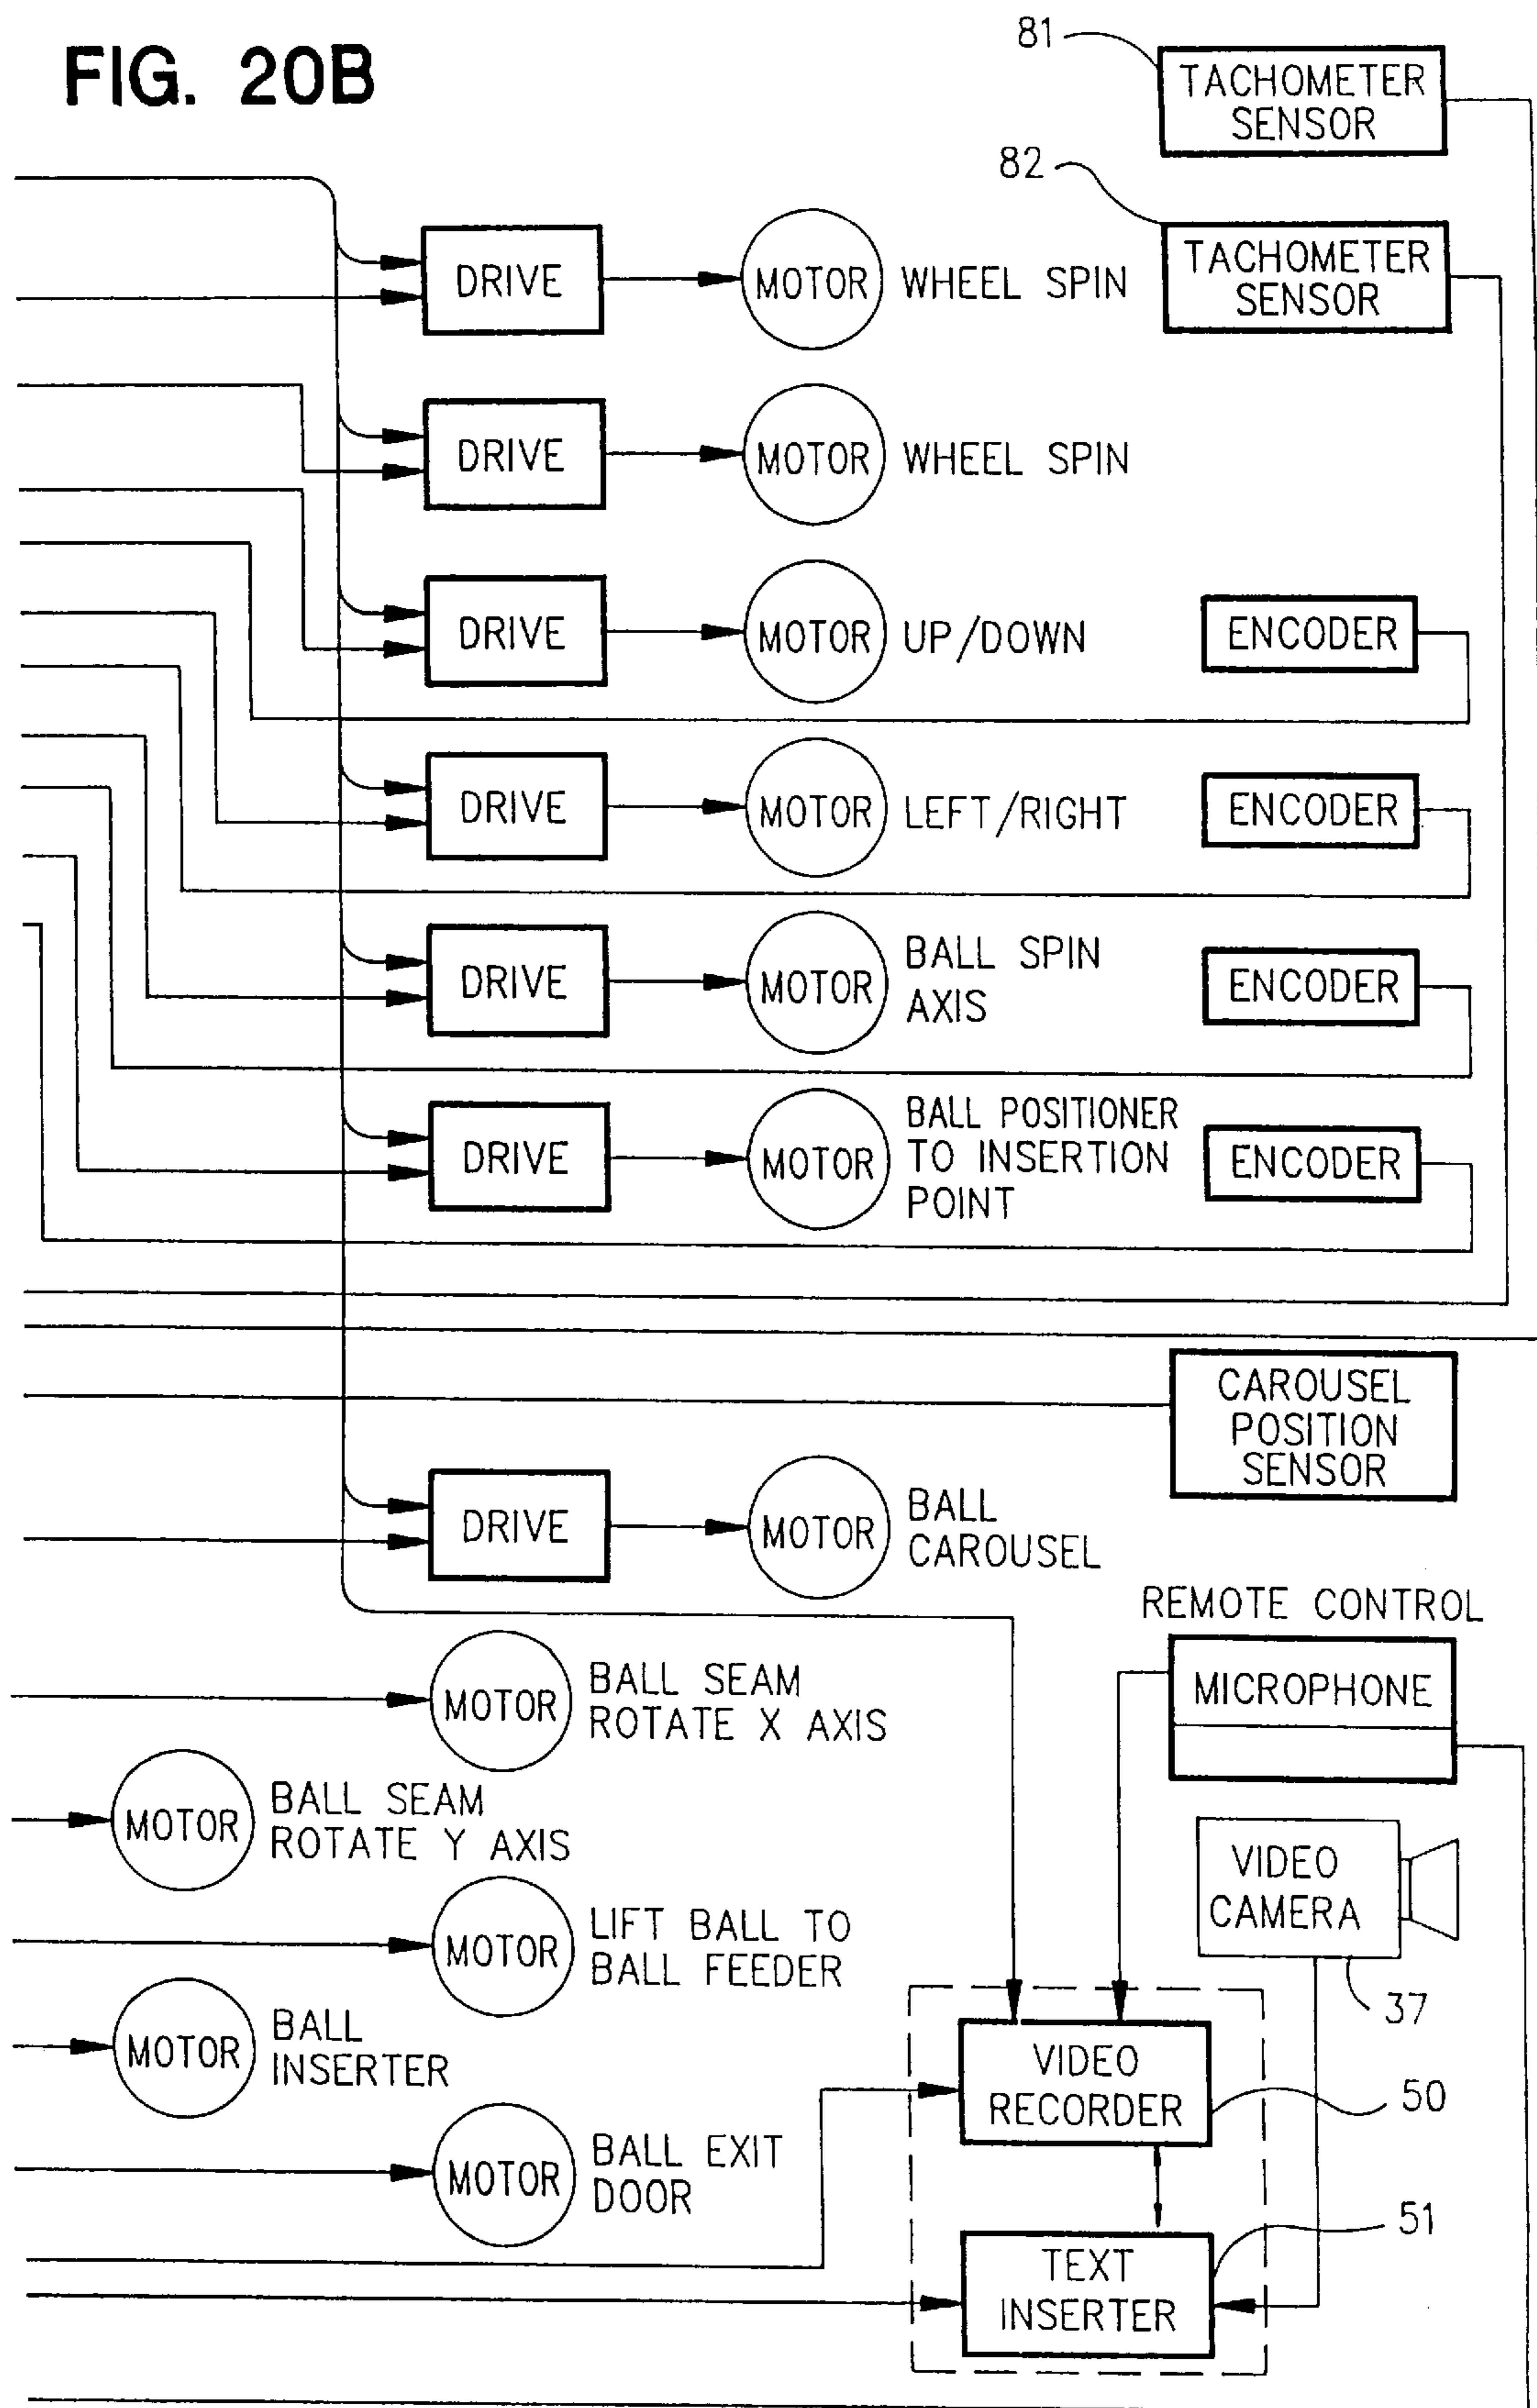 FIG. 20B
81
TACHOMETER
SENSOR
82
TACHOMETER
SENSOR
DRIVE
MOTOR
WHEEL SPIN
DRIVE
MOTOR
WHEEL SPIN
DRIVE
MOTOR
UP/DOWN
ENCODER
DRIVE
MOTOR
LEFT/RIGHT
ENCODER
DRIVE
MOTOR
BALL SPIN
AXIS
ENCODER
DRIVE
MOTOR
BALL POSITIONER
TO INSERTION
POINT
ENCODER
CAROUSEL
POSITION
SENSOR
DRIVE
MOTOR
BALL
CAROUSEL
REMOTE CONTROL
MICROPHONE
MOTOR
BALL SEAM
ROTATE X AXIS
MOTOR
BALL SEAM
ROTATE Y AXIS
VIDEO
CAMERA
37
MOTOR
LIFT BALL TO
BALL FEEDER
MOTOR
BALL
INSERTER
VIDEO
RECORDER
50
MOTOR
BALL EXIT
DOOR
TEXT
INSERTER
51